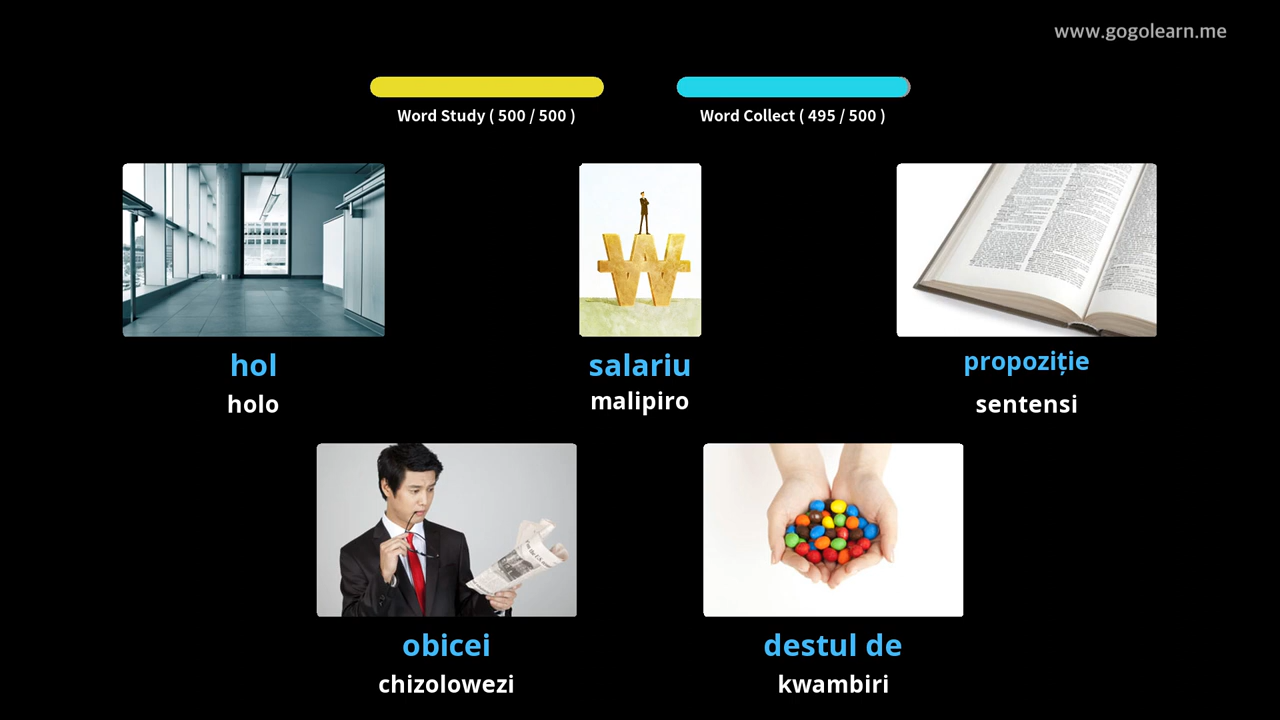 www.gogolearn.me
Word Study ( 500 / 500 )
Word Collect ( 495 / 500 )
hol
holo
salariu
malipiro
propoziție
sentensi
obicei
chizolowezi
destul de
kwambiri